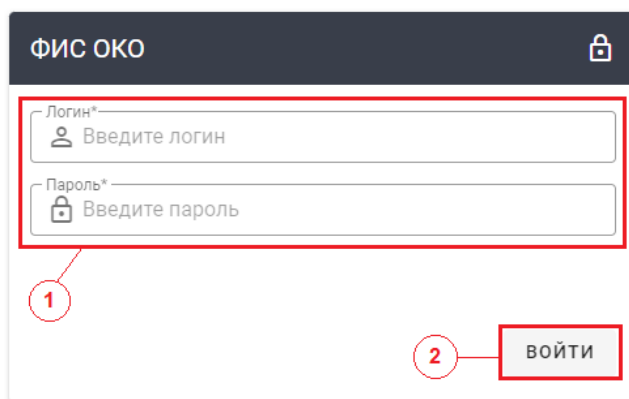 ФИС ОКО
Логин*
Введите логин
Пароль*
Введите пароль
1
2
ВОЙТИ